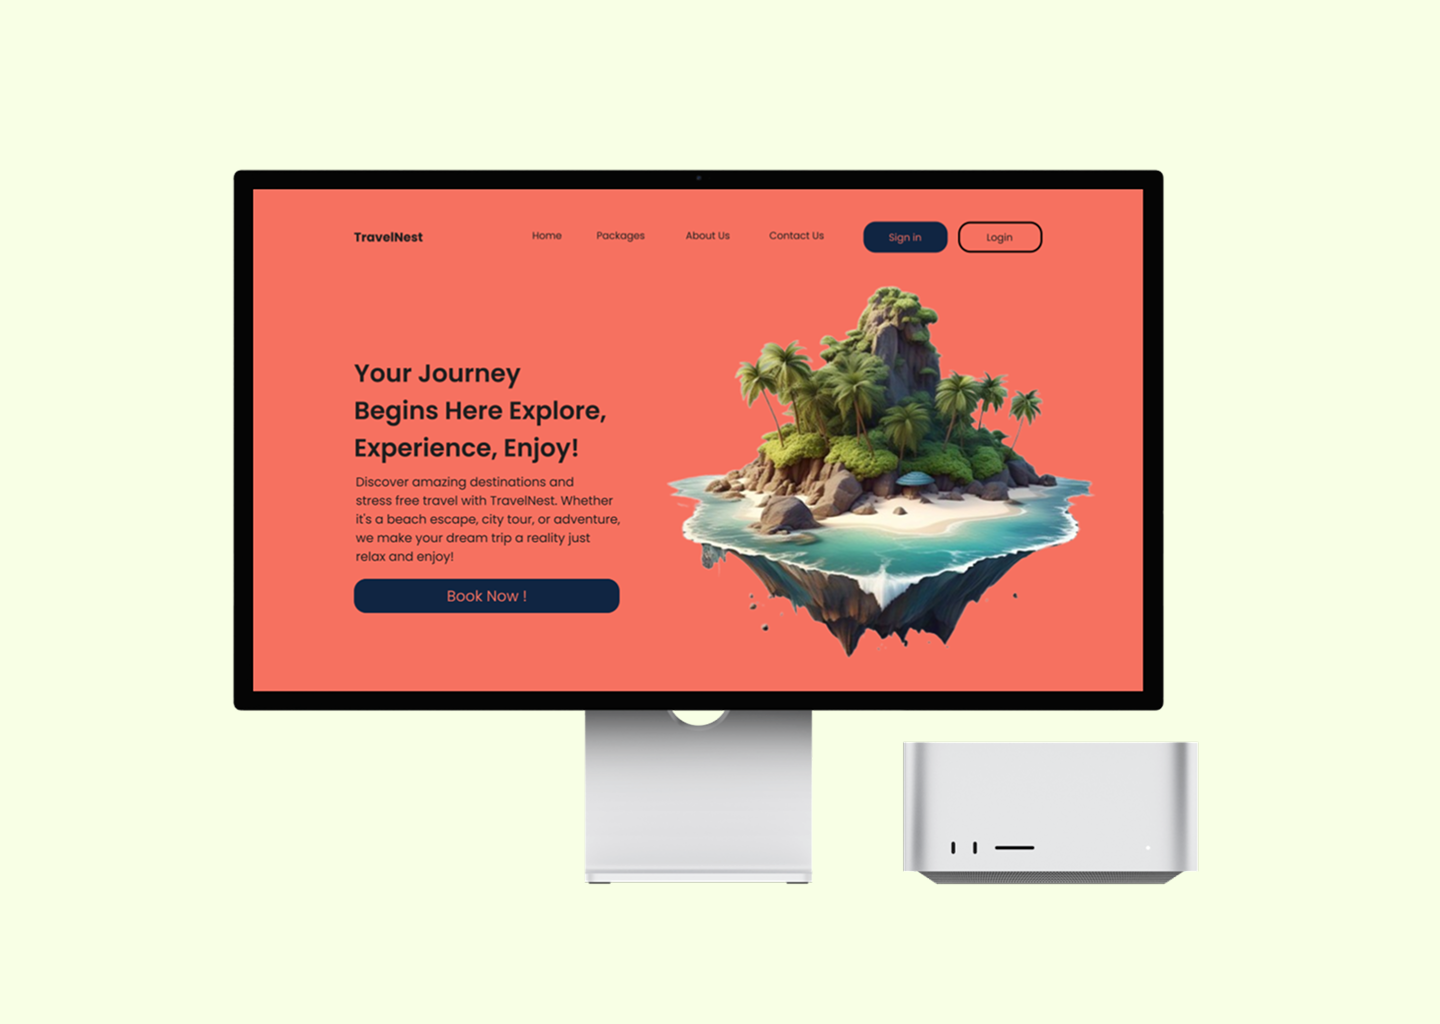 TravelNest
Home
Packages
About Us
Contact Us
Sign in
Login
Your Journey
Begins Here Explore,
Experience, Enjoy!
Discover amazing destinations and
stress free travel with TravelNest. Whether
it's a beach escape, city tour, or adventure,
we make your dream trip a reality just
relax and enjoy!
Book Now !